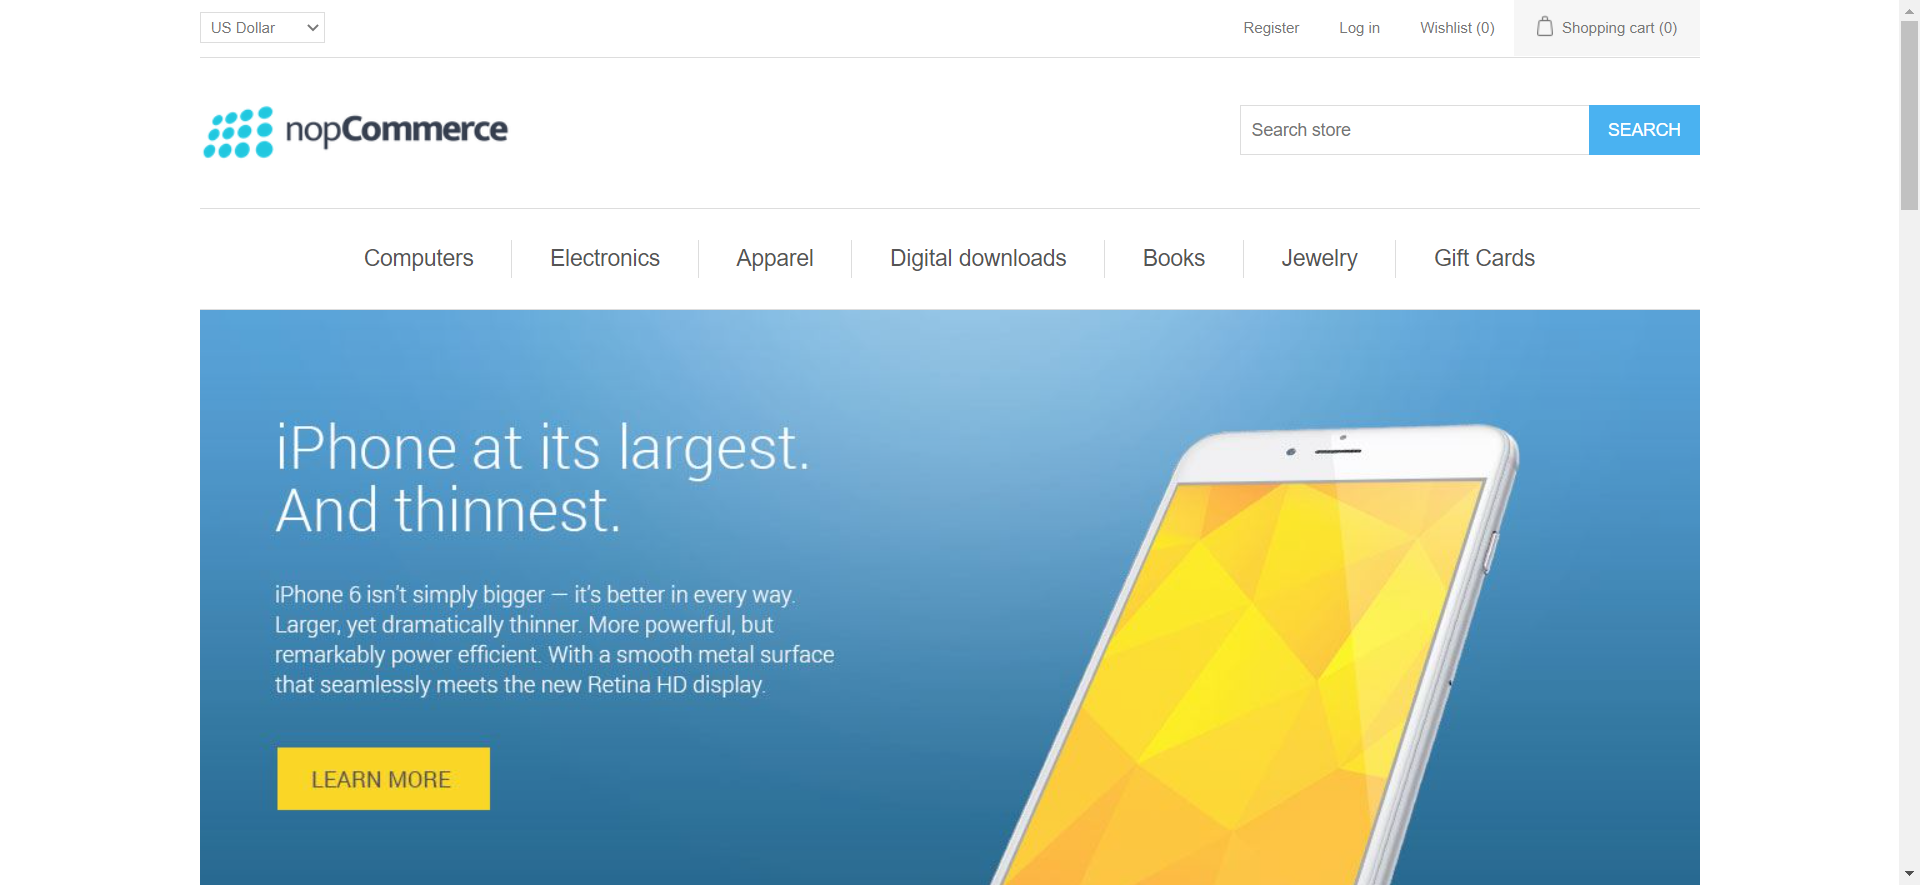 US Dollar
Register
Log in
Wishlist (0)
Shopping cart (0)
nopCommerce
Search store
SEARCH
Computers
Electronics
Apparel
Digital downloads
Books
Jewelry
Gift Cards
iPhone at its largest.
And thinnest.
iPhone 6 isn't simply bigger — it's better in every way.
Larger, yet dramatically thinner. More powerful, but
remarkably power efficient. With a smooth metal surface
that seamlessly meets the new Retina HD display.
LEARN MORE